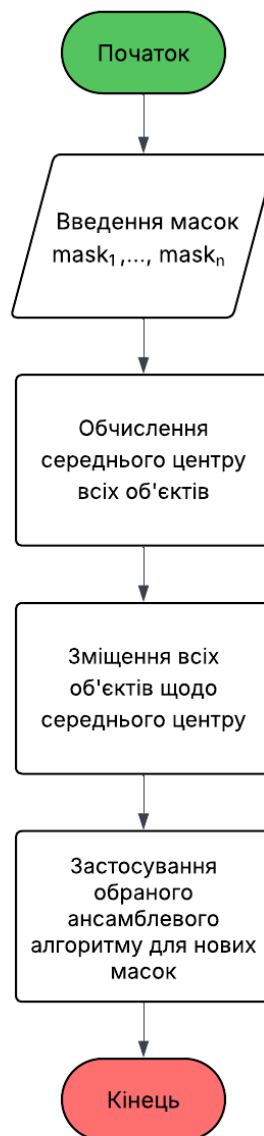 Початок
Введення масок
mask₁,..., maskₙ
Обчислення
середнього центру
всіх об'єктів
Зміщення всіх
об'єктів щодо
середнього центру
Застосування
обраного
ансамблевого
алгоритму для нових
масок
Кінець